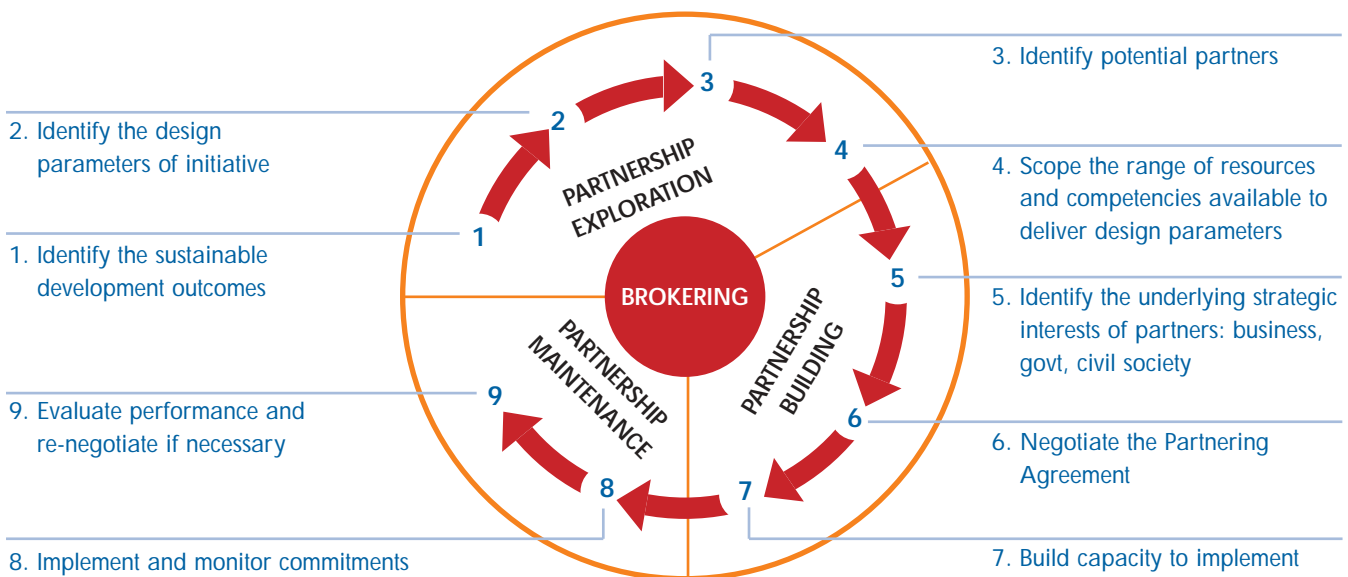 1. Identify the sustainable
development outcomes
2. Identify the design
parameters of initiative
3. Identify potential partners
4. Scope the range of resources
and competencies available to
deliver design parameters
5. Identify the underlying strategic
interests of partners: business,
govt, civil society
6. Negotiate the Partnering
Agreement
7. Build capacity to implement
8. Implement and monitor commitments
9. Evaluate performance and
re-negotiate if necessary
1
2
3
4
5
6
7
8
9
PARTNERSHIP
EXPLORATION
BROKERING
PARTNERSHIP
BUILDING
PARTNERSHIP
MAINTENANCE